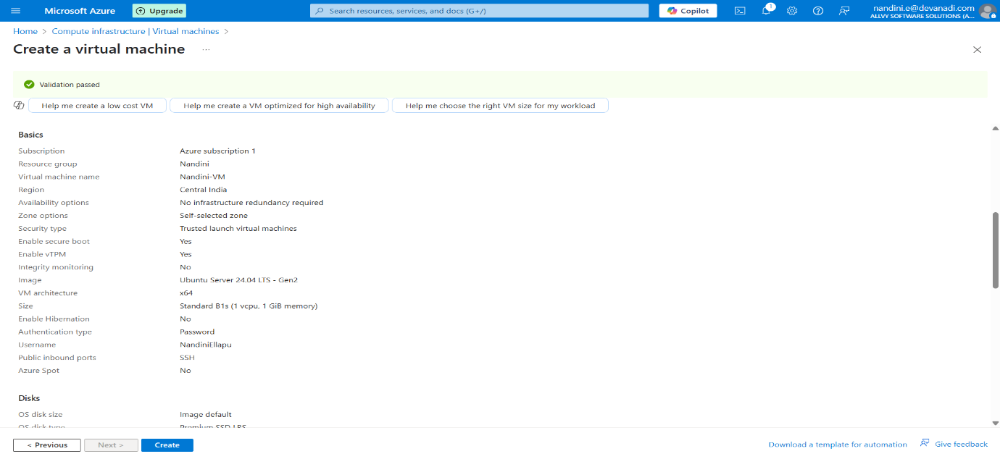 Microsoft Azure Upgrade Search resources, services, and docs (G+/) Copilot 1 nandini.e@devanadi.com
ALLVY SOFTWARE SOLUTIONS (A...
Home > Compute infrastructure | Virtual machines >
Create a virtual machine ...
Validation passed
Help me create a low cost VM Help me create a VM optimized for high availability Help me choose the right VM size for my workload
Basics
Subscription Azure subscription 1
Resource group Nandini
Virtual machine name Nandini-VM
Region Central India
Availability options No infrastructure redundancy required
Zone options Self-selected zone
Security type Trusted launch virtual machines
Enable secure boot Yes
Enable vTPM Yes
Integrity monitoring No
Image Ubuntu Server 24.04 LTS - Gen2
VM architecture x64
Size Standard B1s (1 vcpu, 1 GiB memory)
Enable Hibernation No
Authentication type Password
Username NandiniEllapu
Public inbound ports SSH
Azure Spot No
Disks
OS disk size Image default
OS disk type Premium SSD LRS
< Previous Next > Create Download a template for automation Give feedback